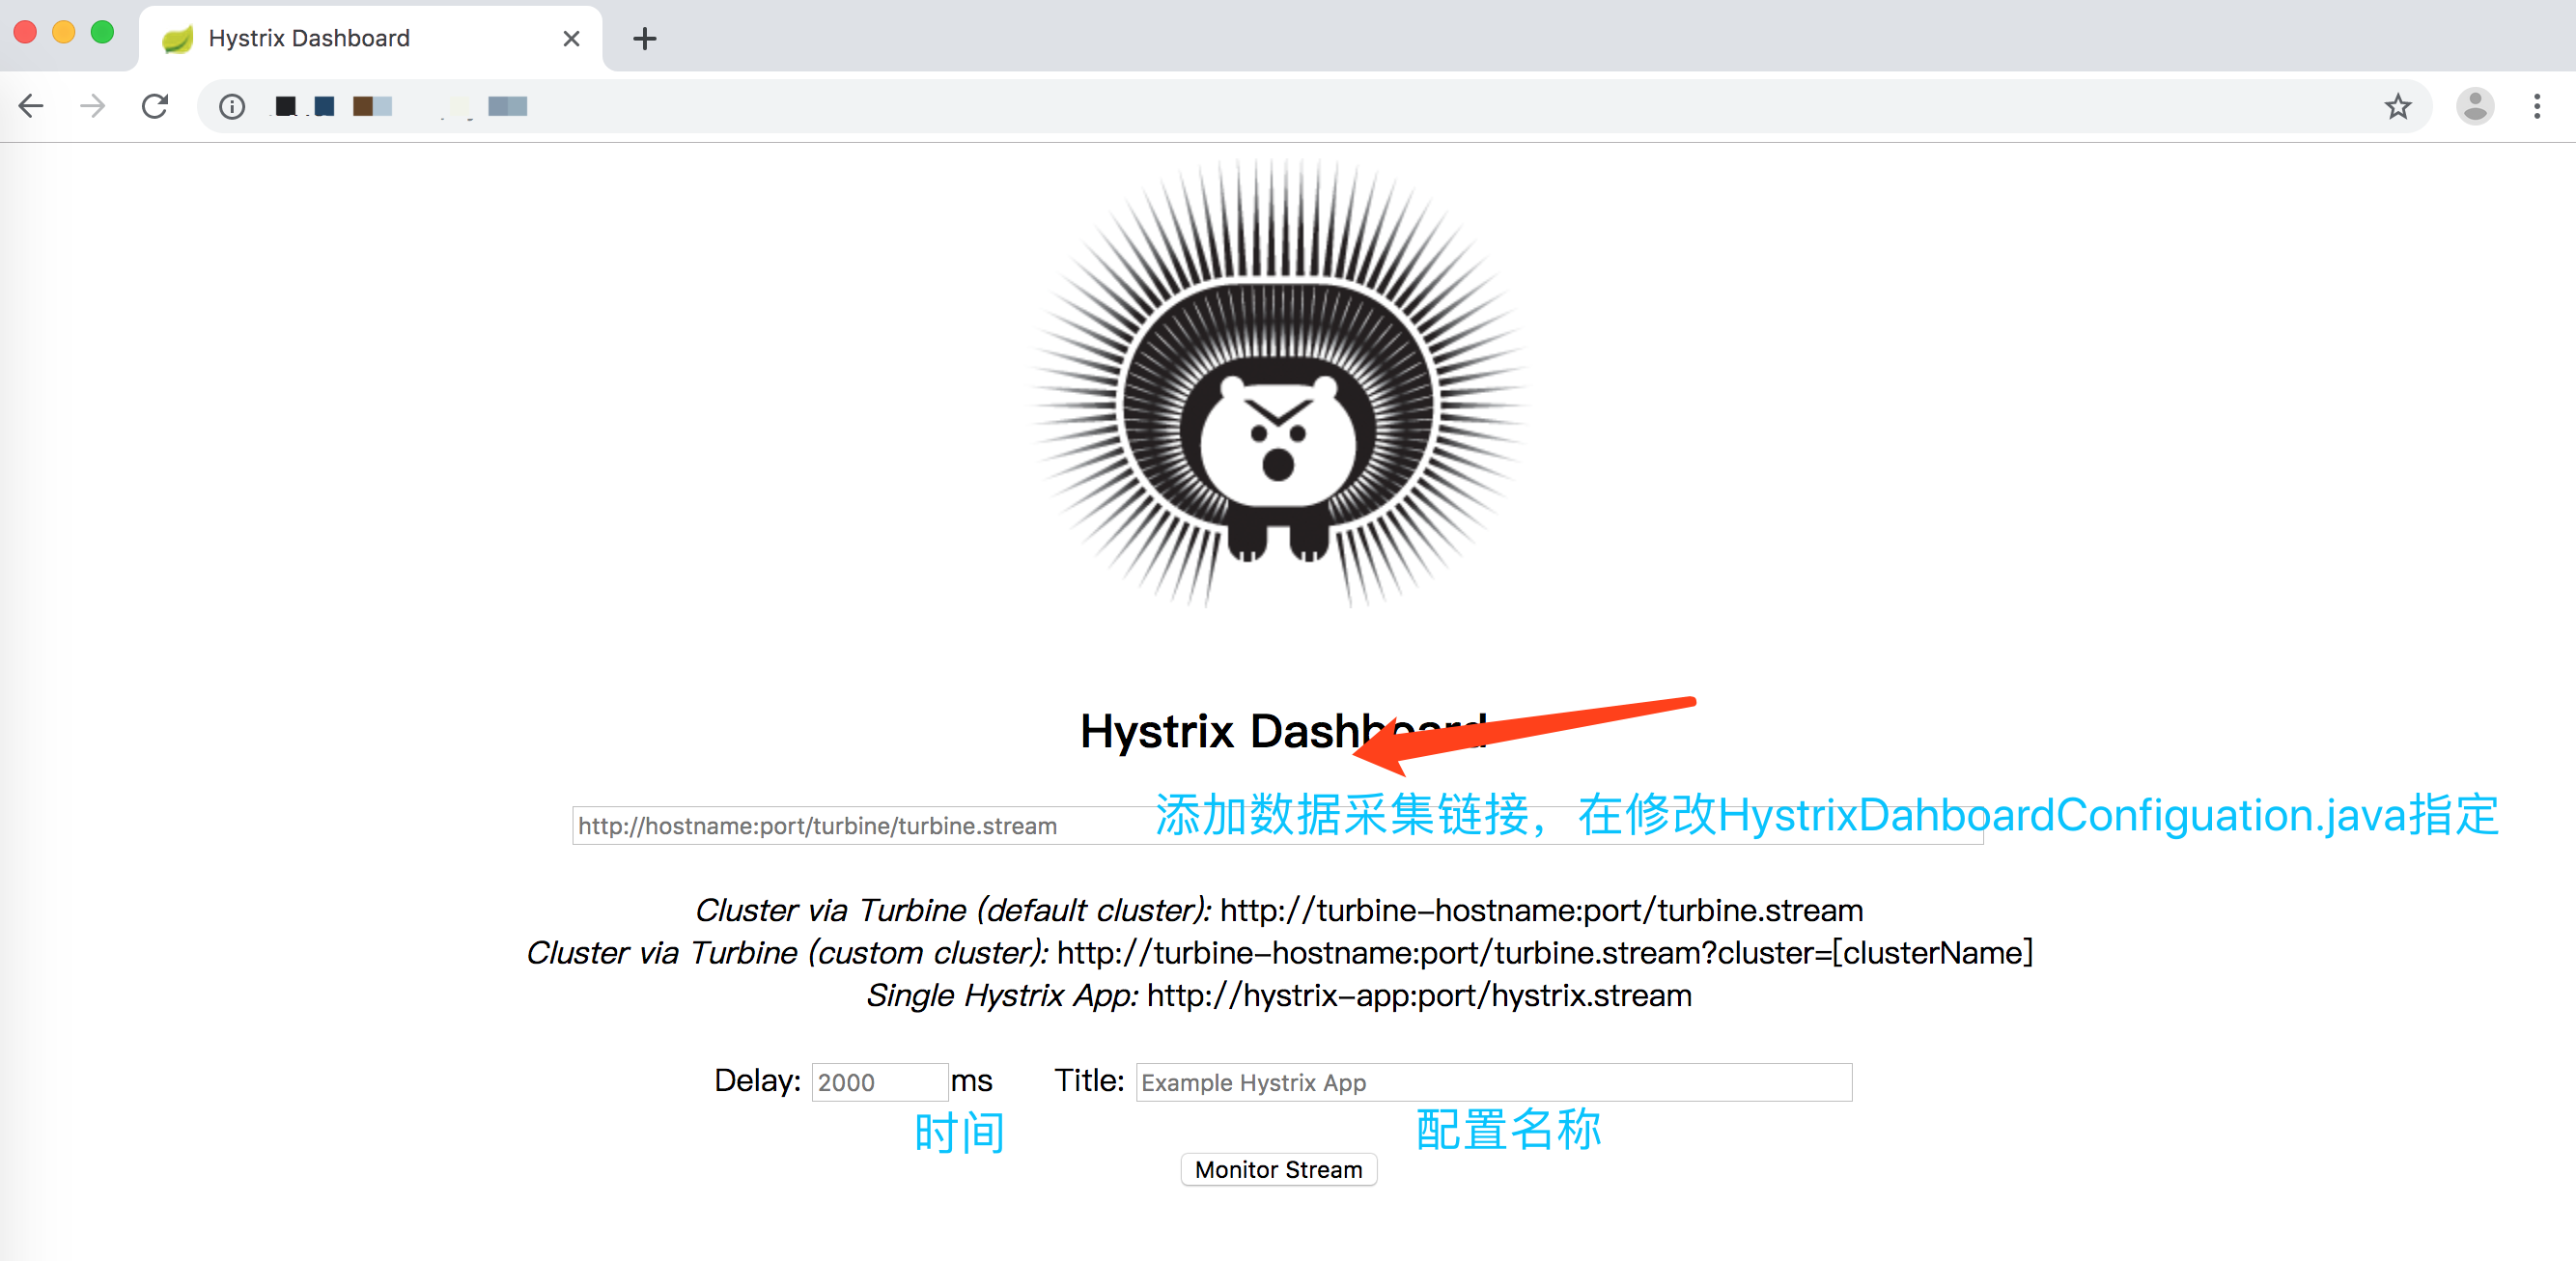 Hystrix Dashboard
Hystrix Dashboard
添加数据采集链接，在修改HystrixDahboardConfiguation.java指定
http://hostname:port/turbine/turbine.stream
Cluster via Turbine (default cluster): http://turbine-hostname:port/turbine.stream
Cluster via Turbine (custom cluster): http://turbine-hostname:port/turbine.stream?cluster=[clusterName]
Single Hystrix App: http://hystrix-app:port/hystrix.stream
Delay: 2000 ms Title: Example Hystrix App
时间 配置名称
Monitor Stream